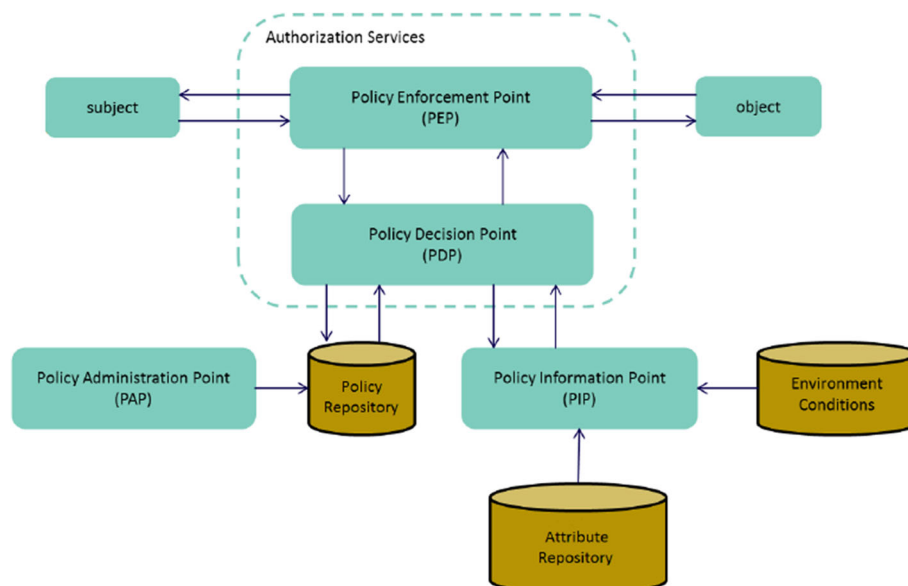 Authorization Services
subject
Policy Enforcement Point
(PEP)
object
Policy Decision Point
(PDP)
Policy Administration Point
(PAP)
Policy
Repository
Policy Information Point
(PIP)
Environment
Conditions
Attribute
Repository